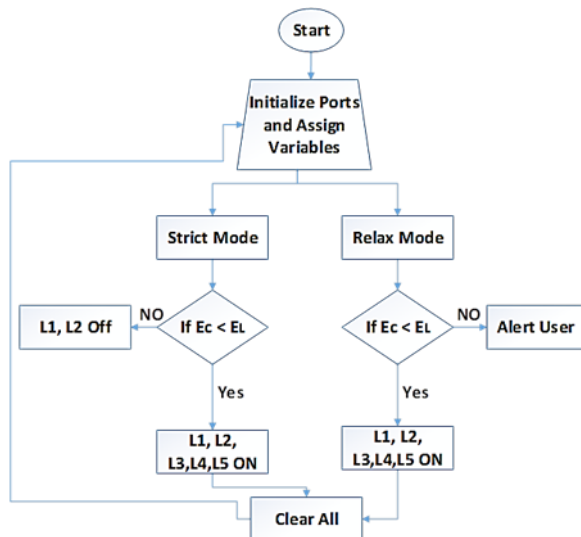 Start
Initialize Ports
and Assign
Variables
Strict Mode
Relax Mode
L1, L2 Off
NO
If Ec < EL
If Ec < EL
NO
Alert User
Yes
Yes
L1, L2,
L3,L4,L5 ON
L1, L2,
L3,L4,L5 ON
Clear All